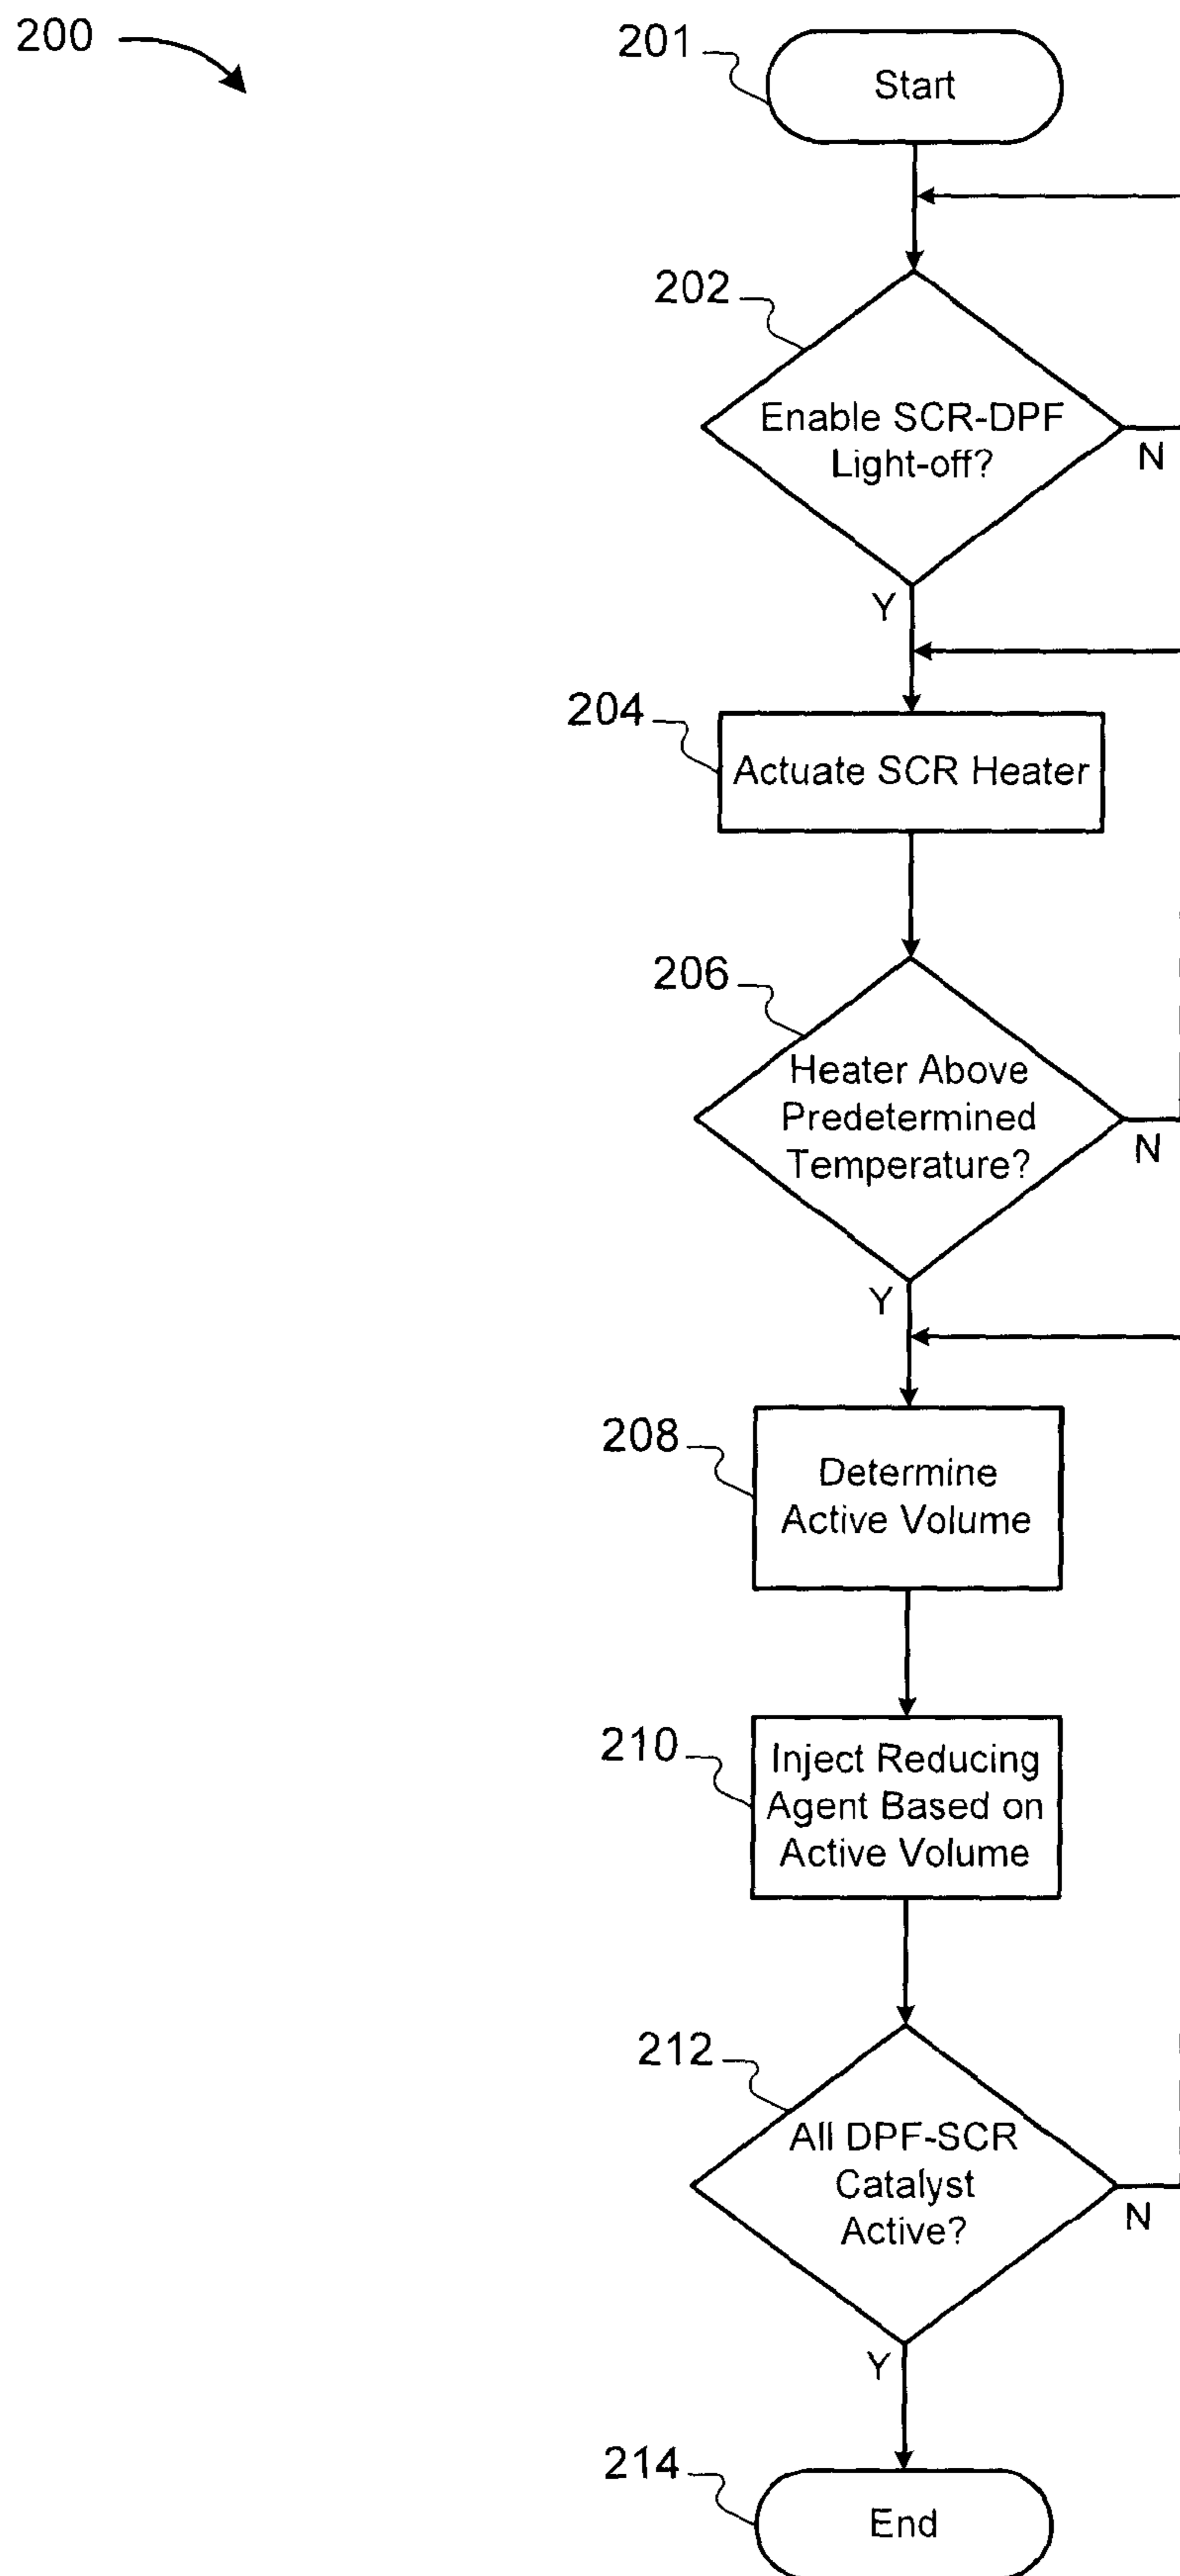 200
201
Start
202
Enable SCR-DPF
Light-off?
N
Y
204
Actuate SCR Heater
206
Heater Above
Predetermined
Temperature?
N
Y
208
Determine
Active Volume
210
Inject Reducing
Agent Based on
Active Volume
212
All DPF-SCR
Catalyst
Active?
N
Y
214
End